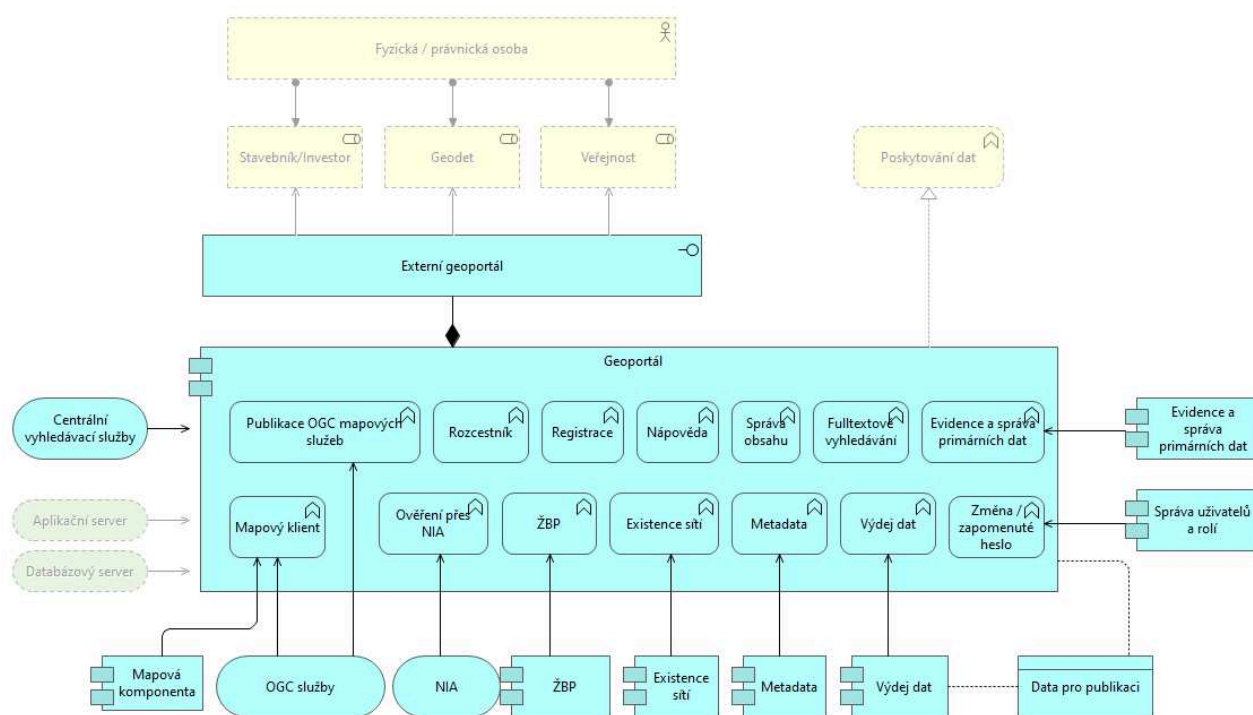 Fyzická / právnická osoba
Stavebník/Investor
Geodet
Veřejnost
Poskytování dat
Externí geoportál
Geoportál
Centrální
vyhledávací služby
Publikace OGC mapových
služeb
Rozcestník
Registrace
Nápověda
Správa
obsahu
Fulltextové
vyhledávání
Evidence a správa
primárních dat
Evidence a
správa
primárních dat
Aplikační server
Databázový server
Mapový klient
Ověření přes
NIA
ŽBP
Existence sítí
Metadata
Výdej dat
Změna /
zapomenuté
heslo
Správa uživatelů
a rolí
Mapová
komponenta
OGC služby
NIA
ŽBP
Existence
sítí
Metadata
Výdej dat
Data pro publikaci